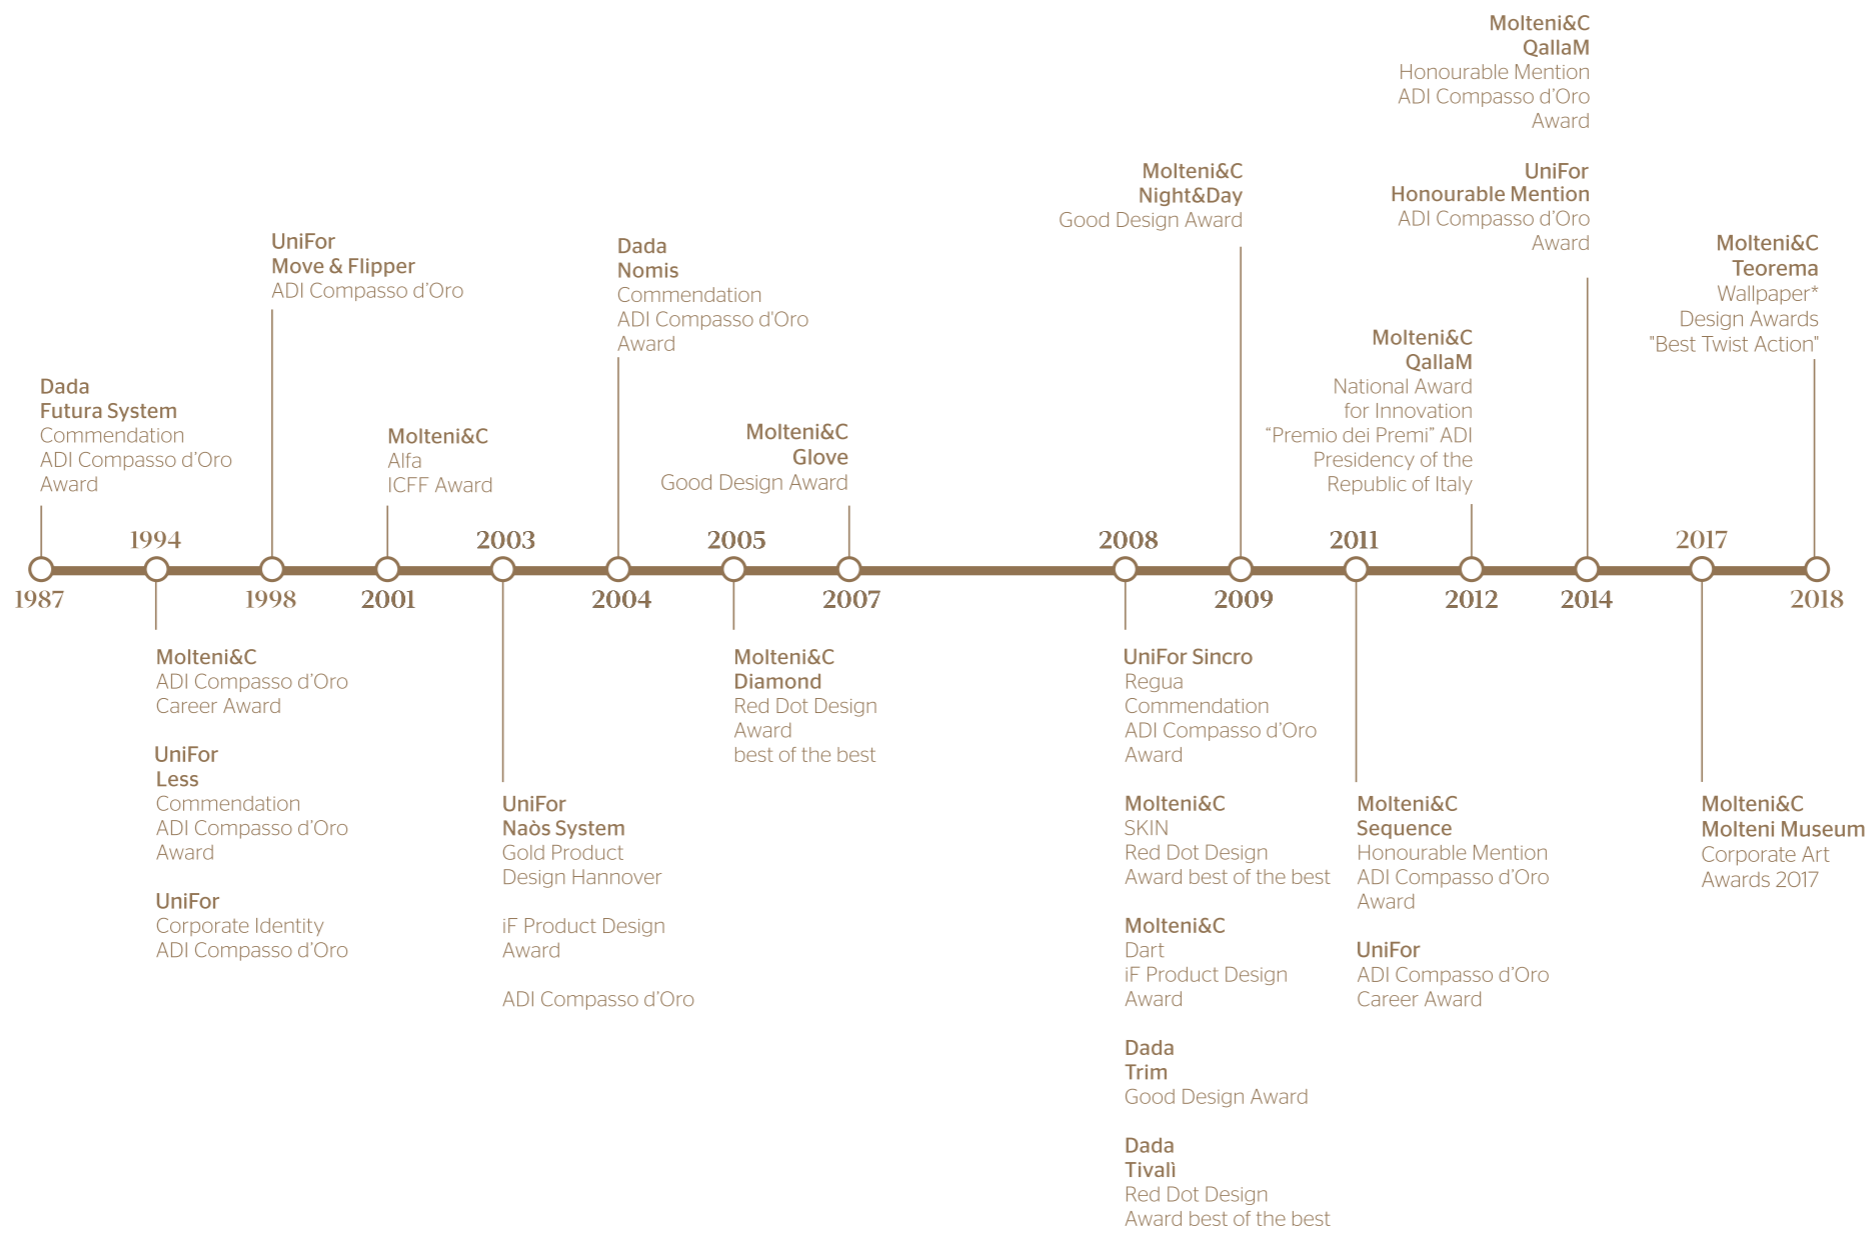 Molteni&C
QallaM
Honourable Mention
ADI Compasso d'Oro
Award
UniFor
Honourable Mention
ADI Compasso d'Oro
Award
Molteni&C
Night&Day
Good Design Award
UniFor
Move & Flipper
ADI Compasso d'Oro
Dada
Nomis
Commendation
ADI Compasso d'Oro
Award
Molteni&C
Teorema
Wallpaper*
Design Awards
"Best Twist Action"
Molteni&C
QallaM
National Award
for Innovation
“Premio dei Premi” ADI
Presidency of the
Republic of Italy
Dada
Futura System
Commendation
ADI Compasso d'Oro
Award
Molteni&C
Alfa
ICFF Award
Molteni&C
Glove
Good Design Award
1994
2003
2005
2008
2011
2017
1987
1998
2001
2004
2007
2009
2012
2014
2018
Molteni&C
ADI Compasso d'Oro
Career Award
UniFor
Less
Commendation
ADI Compasso d'Oro
Award
UniFor
Corporate Identity
ADI Compasso d'Oro
UniFor
Naòs System
Gold Product
Design Hannover
iF Product Design
Award
ADI Compasso d'Oro
Molteni&C
Diamond
Red Dot Design
Award
best of the best
UniFor Sincro
Regua
Commendation
ADI Compasso d'Oro
Award
Molteni&C
SKIN
Red Dot Design
Award best of the best
Molteni&C
Dart
iF Product Design
Award
Dada
Trim
Good Design Award
Dada
Tivalì
Red Dot Design
Award best of the best
Molteni&C
Sequence
Honourable Mention
ADI Compasso d'Oro
Award
UniFor
ADI Compasso d'Oro
Career Award
Molteni&C
Molteni Museum
Corporate Art
Awards 2017